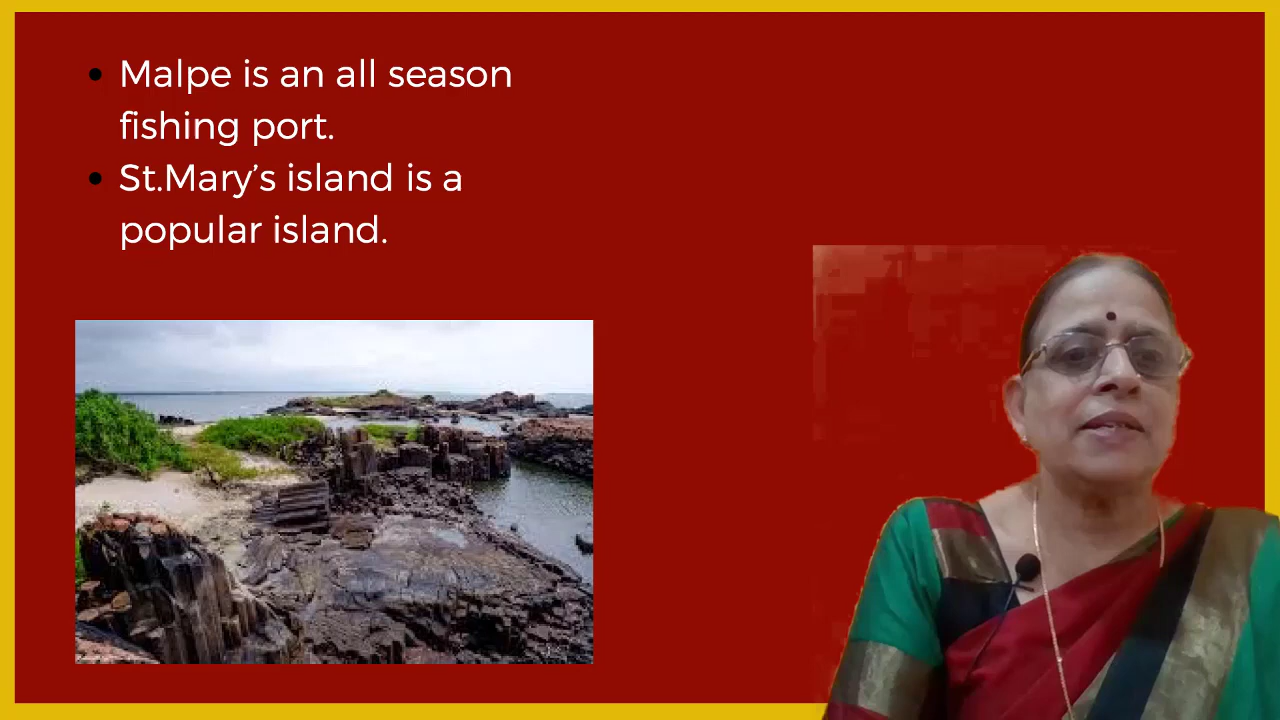 • Malpe is an all season
fishing port.
• St.Mary’s island is a
popular island.